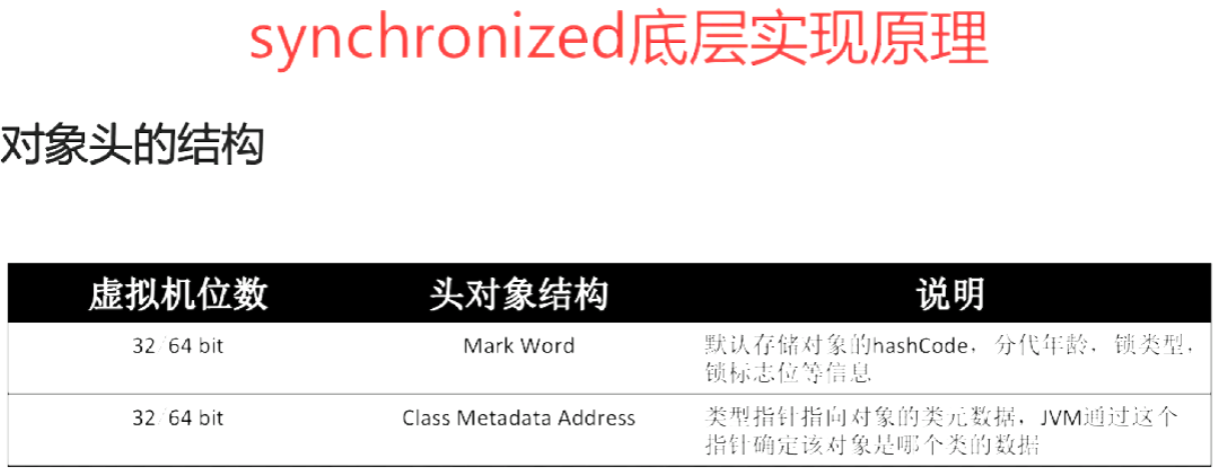 synchronized底层实现原理
对象头的结构
虚拟机位数 头对象结构 说明
32/64 bit Mark Word 默认存储对象的hashCode，分代年龄，锁类型，
锁标志位等信息
32/64 bit Class Metadata Address 类型指针指向对象的类元数据，JVM通过这个
指针确定该对象是哪个类的数据